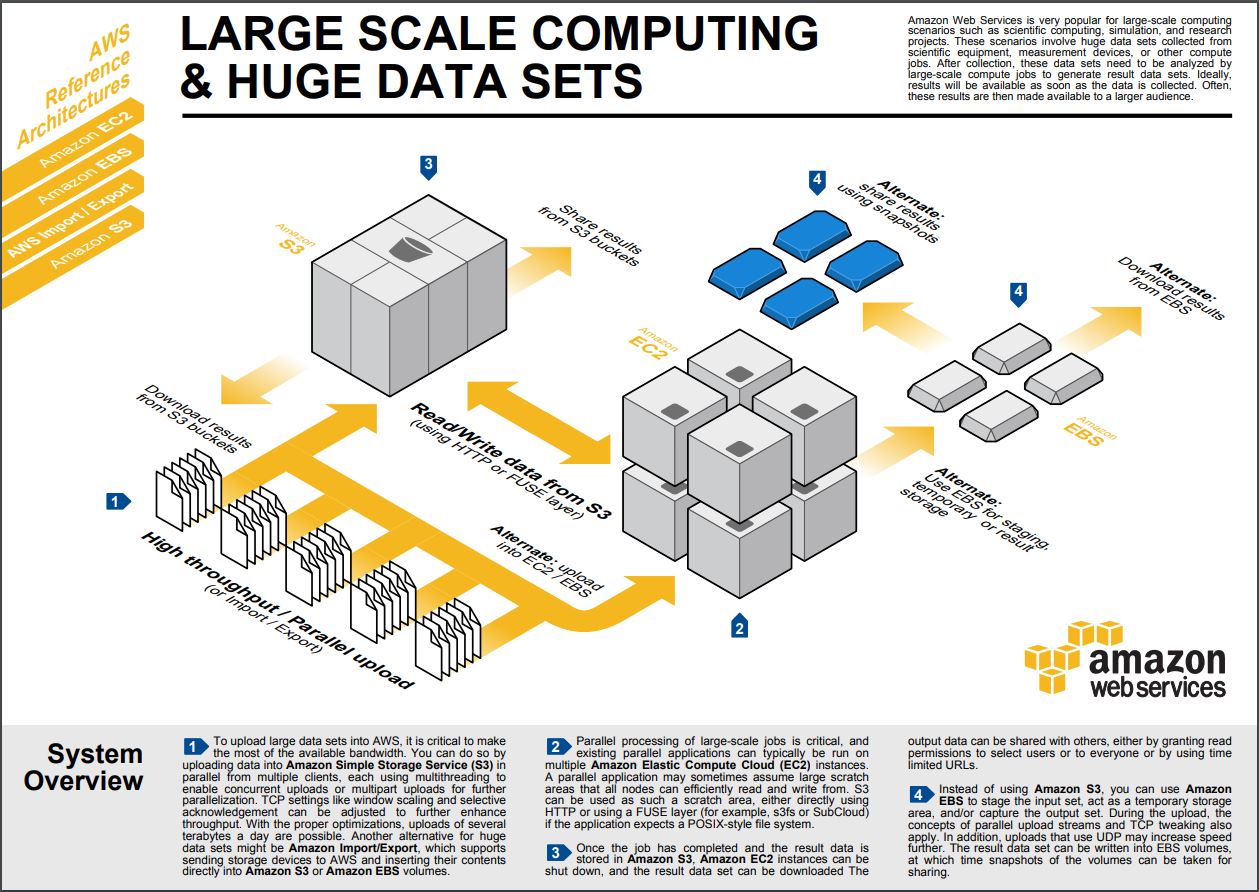 AWS
Reference
Architectures
Amazon EC2
Amazon EBS
AWS Import / Export
Amazon S3
LARGE SCALE COMPUTING
& HUGE DATA SETS
Amazon Web Services is very popular for large-scale computing
scenarios such as scientific computing, simulation, and research
projects. These scenarios involve huge data sets collected from
scientific equipment, measurement devices, or other compute
jobs. After collection, these data sets need to be analyzed by
large-scale compute jobs to generate result data sets. Ideally,
results will be available as soon as the data is collected. Often,
these results are then made available to a larger audience.
3
Amazon
S3
Share results
from S3 buckets
4
Alternate:
share results
using snapshots
4
Alternate:
Download results
from EBS
Amazon
EC2
Amazon
EBS
Download results
from S3 buckets
Read/Write data from S3
(using HTTP or FUSE layer)
Alternate:
Use EBS for staging,
temporary or result
storage
1
High throughput / Parallel upload
(or Import / Export)
Alternate: upload
into EC2 / EBS
2
amazon
web services
System
Overview
1 To upload large data sets into AWS, it is critical to make
the most of the available bandwidth. You can do so by
uploading data into Amazon Simple Storage Service (S3) in
parallel from multiple clients, each using multithreading to
enable concurrent uploads or multipart uploads for further
parallelization. TCP settings like window scaling and selective
acknowledgement can be adjusted to further enhance
throughput. With the proper optimizations, uploads of several
terabytes a day are possible. Another alternative for huge
data sets might be Amazon Import/Export, which supports
sending storage devices to AWS and inserting their contents
directly into Amazon S3 or Amazon EBS volumes.
2 Parallel processing of large-scale jobs is critical, and
existing parallel applications can typically be run on
multiple Amazon Elastic Compute Cloud (EC2) instances.
A parallel application may sometimes assume large scratch
areas that all nodes can efficiently read and write from. S3
can be used as such a scratch area, either directly using
HTTP or using a FUSE layer (for example, s3fs or SubCloud)
if the application expects a POSIX-style file system.
3 Once the job has completed and the result data is
stored in Amazon S3, Amazon EC2 instances can be
shut down, and the result data set can be downloaded The
output data can be shared with others, either by granting read
permissions to select users or to everyone or by using time
limited URLs.
4 Instead of using Amazon S3, you can use Amazon
EBS to stage the input set, act as a temporary storage
area, and/or capture the output set. During the upload, the
concepts of parallel upload streams and TCP tweaking also
apply. In addition, uploads that use UDP may increase speed
further. The result data set can be written into EBS volumes,
at which time snapshots of the volumes can be taken for
sharing.